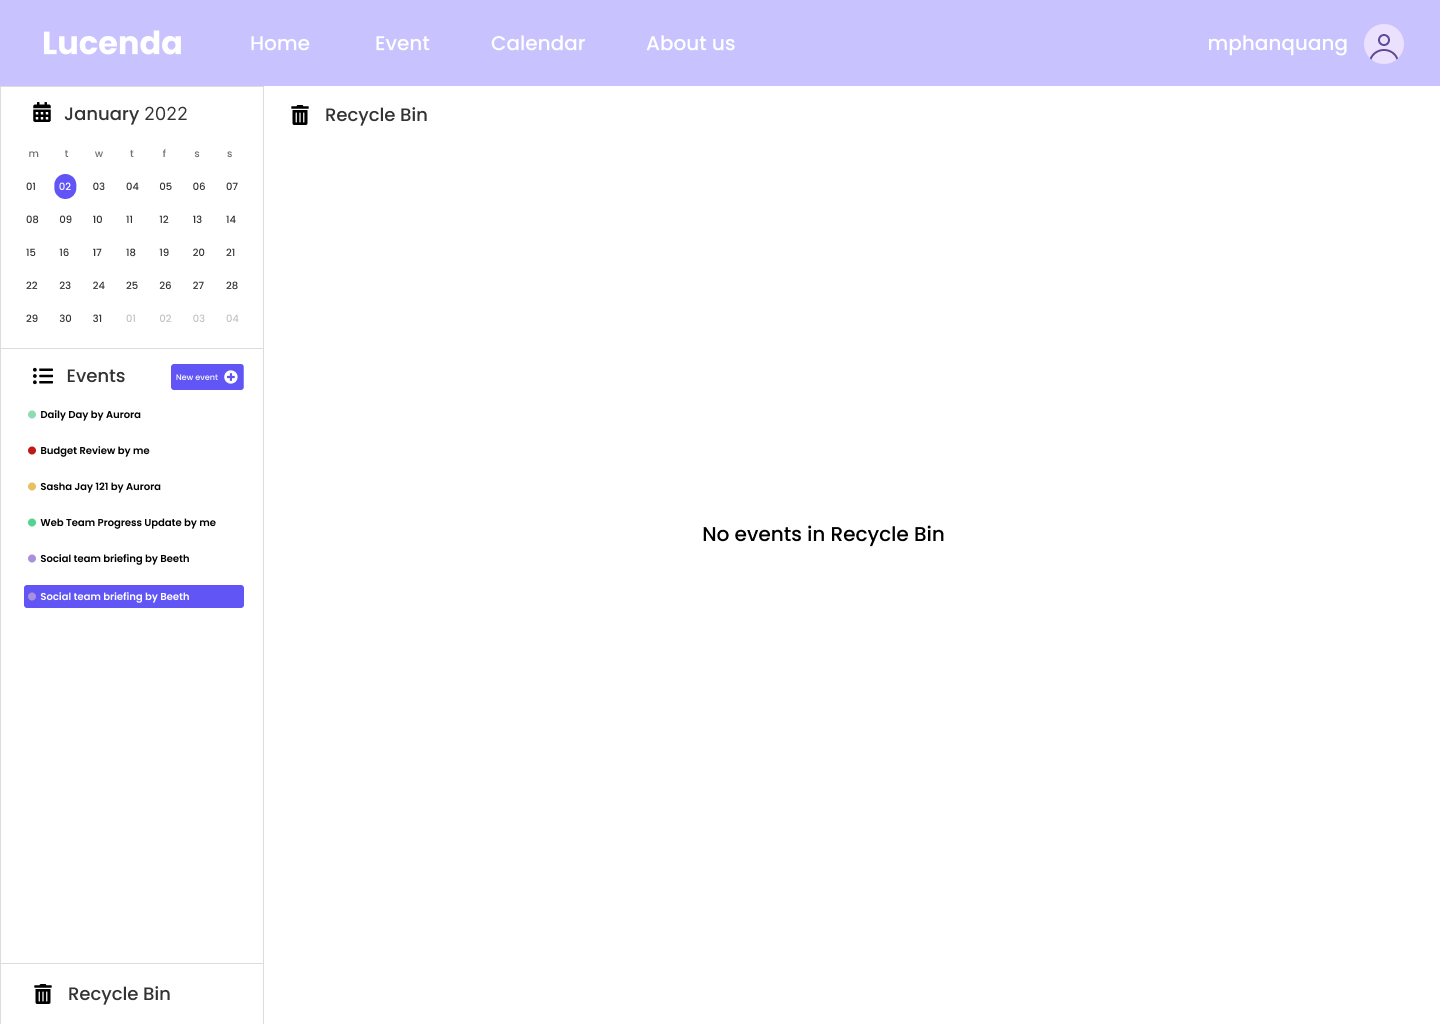 Lucenda Home Event Calendar About us mphanquang
January 2022
m t w t f s s
01 02 03 04 05 06 07
08 09 10 11 12 13 14
15 16 17 18 19 20 21
22 23 24 25 26 27 28
29 30 31 01 02 03 04
Events New event
Daily Day by Aurora
Budget Review by me
Sasha Jay 121 by Aurora
Web Team Progress Update by me
Social team briefing by Beeth
Social team briefing by Beeth
Recycle Bin
Recycle Bin
No events in Recycle Bin